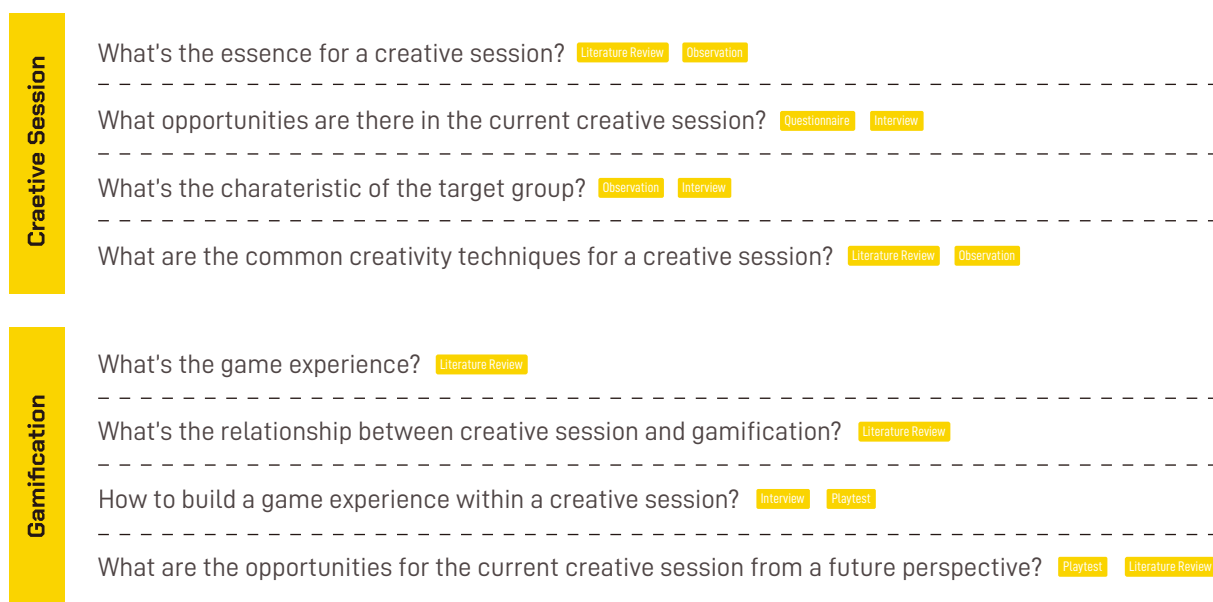 Craetive Session
What's the essence for a creative session? Literature Review Observation
What opportunities are there in the current creative session? Questionnaire Interview
What's the charateristic of the target group? Observation Interview
What are the common creativity techniques for a creative session? Literature Review Observation
Gamification
What's the game experience? Literature Review
What's the relationship between creative session and gamification? Literature Review
How to build a game experience within a creative session? Interview Playtest
What are the opportunities for the current creative session from a future perspective? Playtest Literature Review